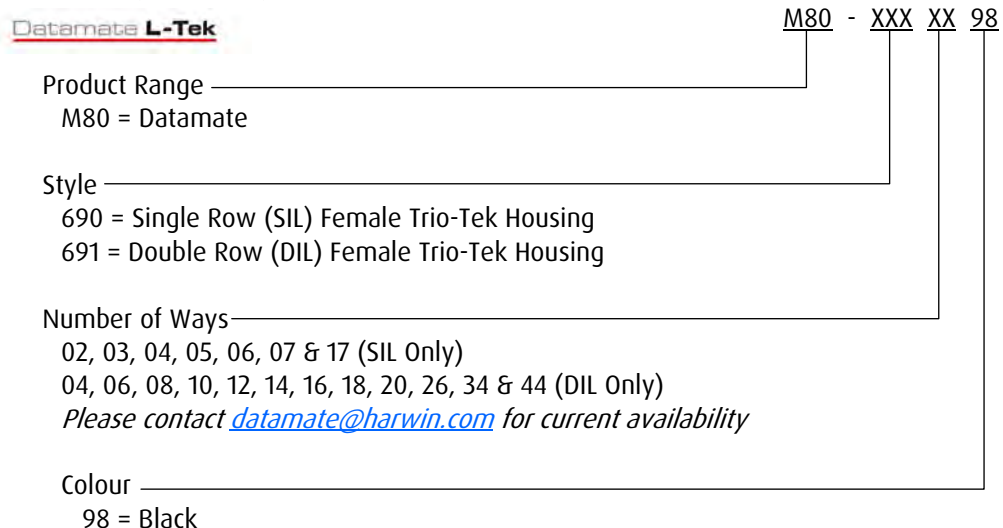 Datamate L-Tek
M80 - XXX XX 98
Product Range
M80 = Datamate
Style
690 = Single Row (SIL) Female Trio-Tek Housing
691 = Double Row (DIL) Female Trio-Tek Housing
Number of Ways
02, 03, 04, 05, 06, 07 & 17 (SIL Only)
04, 06, 08, 10, 12, 14, 16, 18, 20, 26, 34 & 44 (DIL Only)
Please contact datamate@harwin.com for current availability
Colour
98 = Black